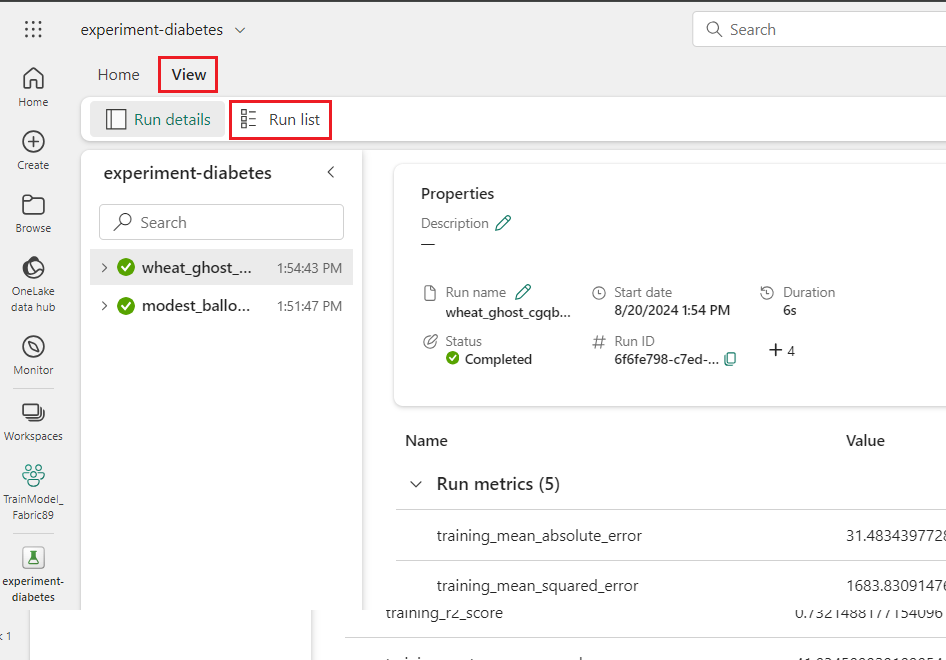 experiment-diabetes
Search
Home
View
Run details
Run list
Home
Create
Browse
OneLake
data hub
Monitor
Workspaces
TrainModel_
Fabric89
experiment-
diabetes
experiment-diabetes
Search
wheat_ghost_... 1:54:43 PM
modest_ballo... 1:51:47 PM
Properties
Description
—
Run name
wheat_ghost_cgqb...
Start date
8/20/2024 1:54 PM
Duration
6s
Status
Completed
Run ID
6f6fe798-c7ed-...
+ 4
Name Value
Run metrics (5)
training_mean_absolute_error 31.4834397728
training_mean_squared_error 1683.8309147
training_r2_score 0.7321488177154096
1